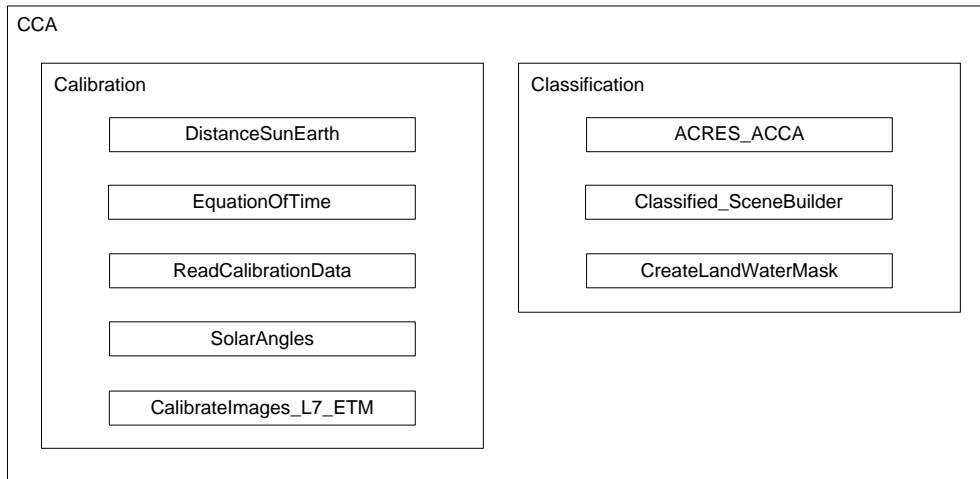 CCA
Calibration
DistanceSunEarth
EquationOfTime
ReadCalibrationData
SolarAngles
CalibrateImages_L7_ETM
Classification
ACRES_ACCA
Classified_SceneBuilder
CreateLandWaterMask